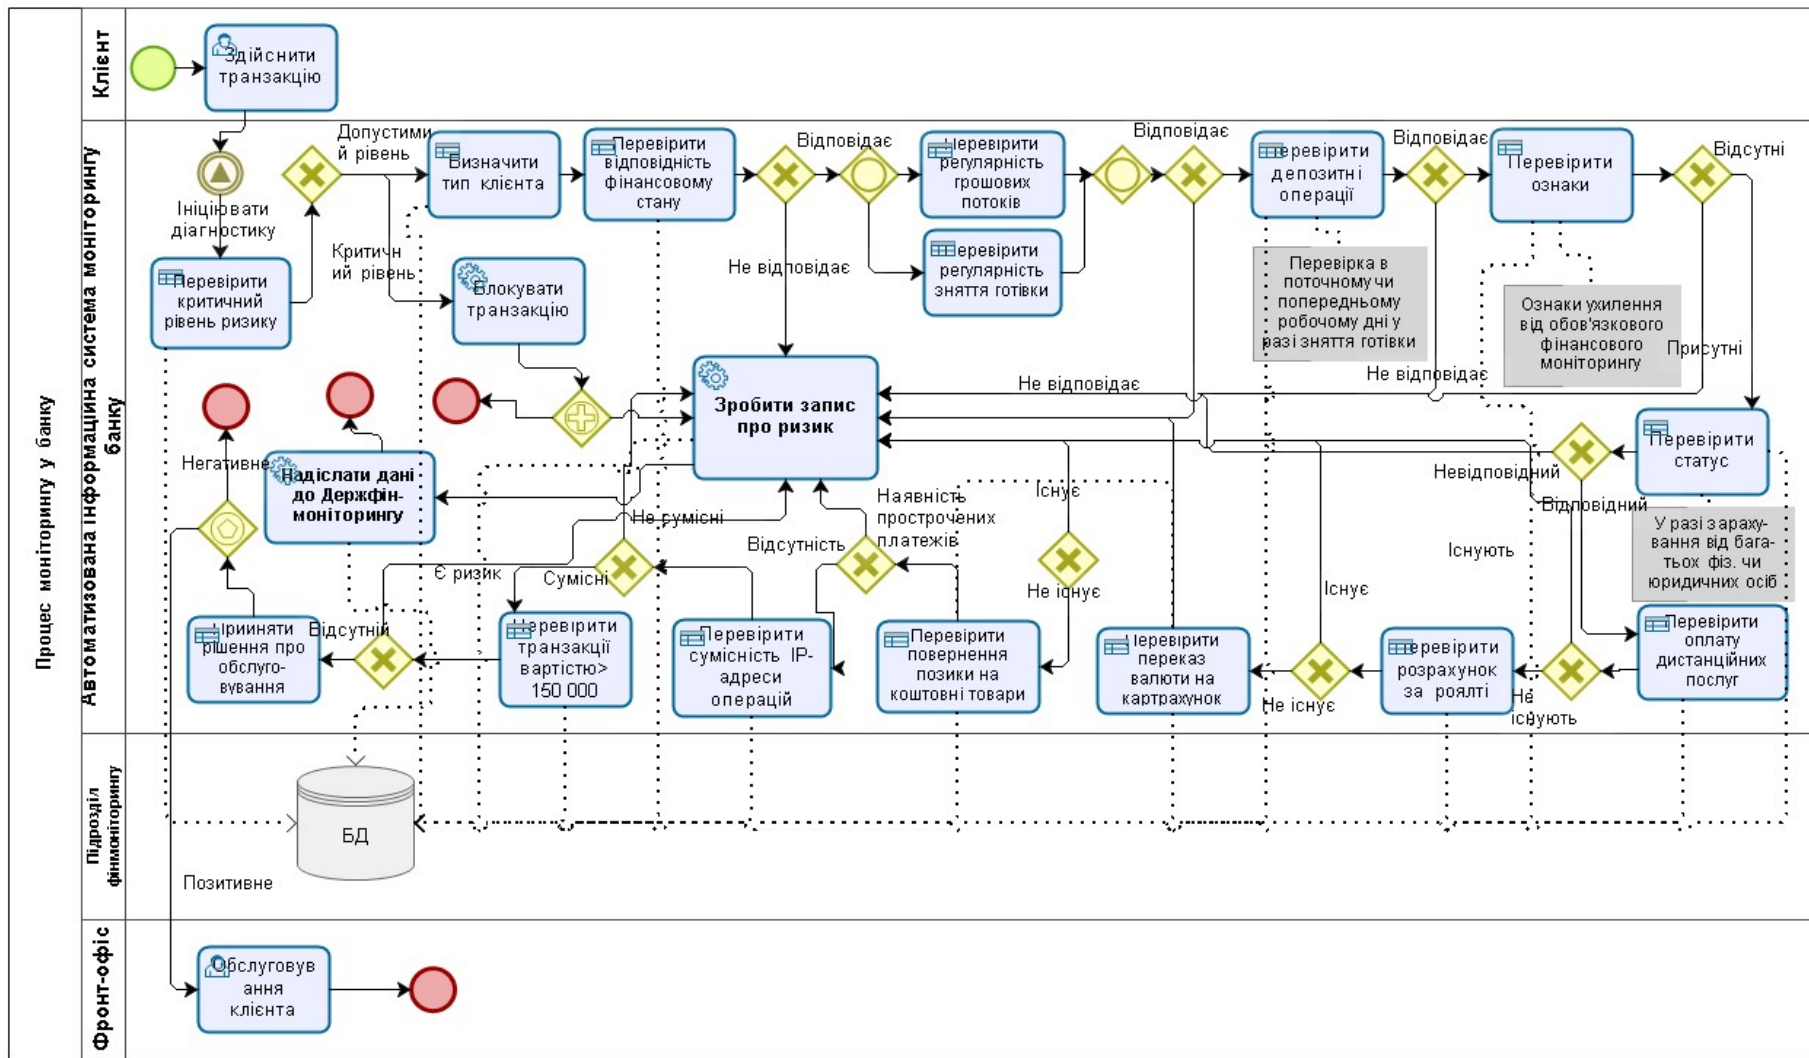 Процес моніторингу у банку
Клієнт
Здійснити
транзакцію
Автоматизована інформаційна система моніторингу
банку
Ініціювати
діагностику
Перевірити
критичний
рівень ризику
Допустими
й рівень
Критичн
ий рівень
Визначити
тип клієнта
Блокувати
транзакцію
Перевірити
відповідність
фінансовому
стану
Відповідає
Не відповідає
Перевірити
регулярність
грошових
потоків
Перевірити
регулярність
зняття готівки
Відповідає
Перевірити
депозитні
операції
Перевірка в
поточному чи
попередньому
робочому дні у
разі зняття готівки
Відповідає
Перевірити
ознаки
Ознаки ухилення
від обов'язкового
фінансового
моніторингу
Відсутні
Присутні
Не відповідає
Не відповідає
Зробити запис
про ризик
Перевірити
статус
Невідповідний
Відповідний
У разі зараху-
вання від бага-
тьох фіз. чи
юридичних осіб
Негативне
Надіслати дані
до Держфін-
моніторингу
Не сумісні
Наявність
прострочених
платежів
Існує
Відсутність
Існують
Є ризик
Сумісні
Не існує
Існує
Прийняти
рішення про
обслуго-
вування
Відсутній
Перевірити
транзакції
вартістю>
150 000
Перевірити
сумісність IP-
адреси
операцій
Перевірити
повернення
позики на
коштовні товари
Перевірити
переказ
валюти на
картрахунок
Не існує
Перевірити
розрахунок
за роялті
Не
існують
Перевірити
оплату
дистанційних
послуг
Підрозділ
фінмоніторингу
БД
Позитивне
Фронт-офіс
Обслуговув
ання
клієнта